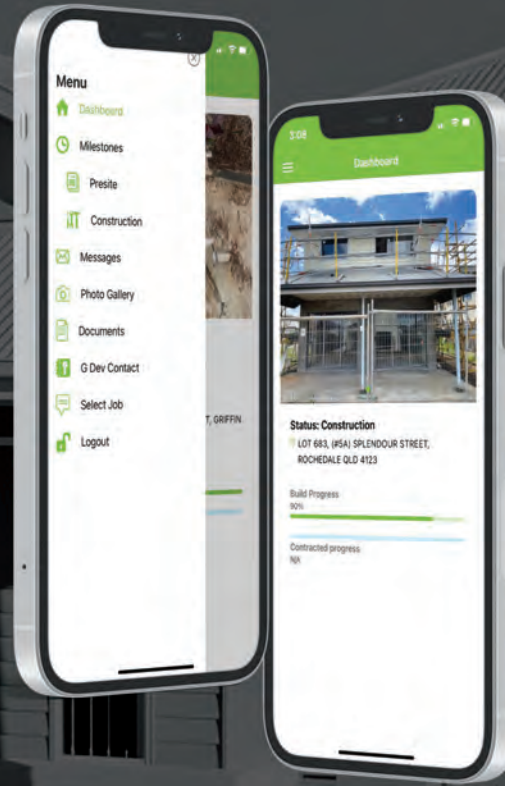 Menu
Dashboard
Milestones
Presite
Construction
Messages
Photo Gallery
Documents
G Dev Contact
Select Job
Logout
T, GRIFFIN
3:08
Dashboard
Status: Construction
LOT 683, (#5A) SPLENDOUR STREET,
ROCHEDALE QLD 4123
Build Progress
90%
Contracted progress
N/A